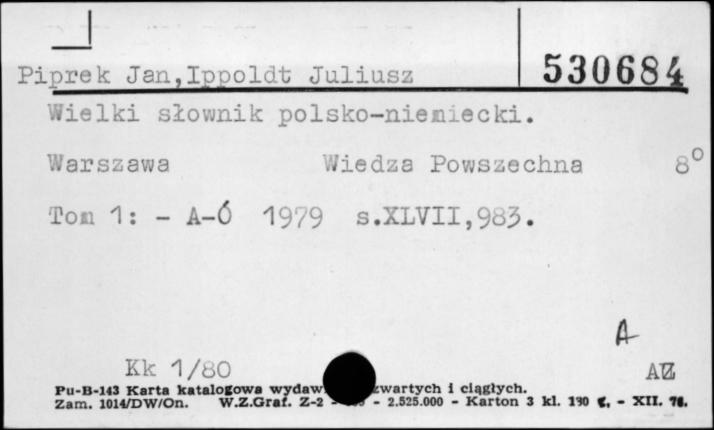 Piprek Jan,Ippoldt Juliusz 530684
Wielki słownik polsko-niemiecki.
Warszawa Wiedza Powszechna 8°
Tom 1: - A-Ó 1979 s.XLVII,983.
A
Kk 1/80 AZ
Pu-B-143 Karta katalogowa wydaw. zwartych i ciągłych.
Zam. 1014/DW/On. W.Z.Graf. Z-2 - - 2.525.000 - Karton 3 kl. - XII.